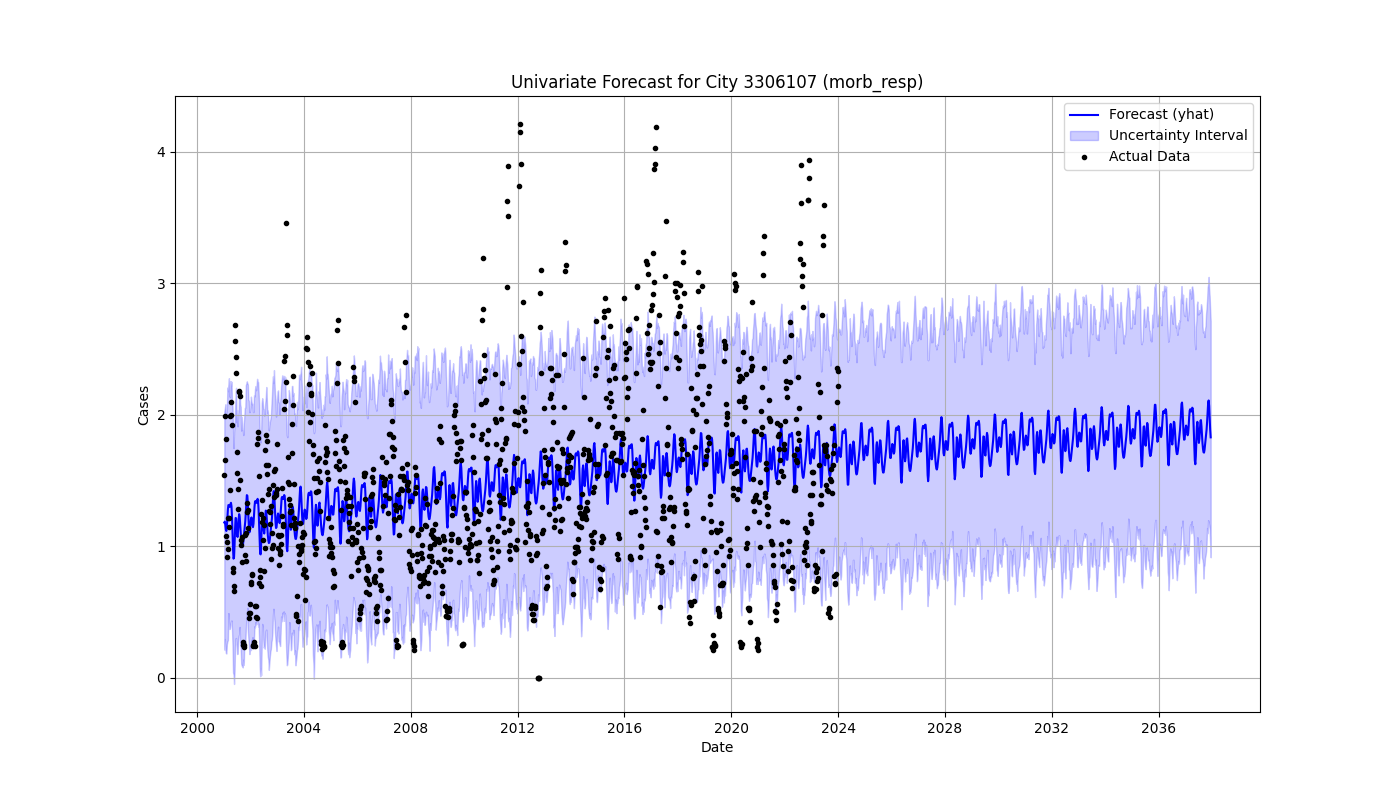 Univariate Forecast for City 3306107 (morb_resp)
Forecast (yhat)
Uncertainty Interval
Actual Data
Cases
4
3
2
1
0
2000 2004 2008 2012 2016 2020 2024 2028 2032 2036
Date